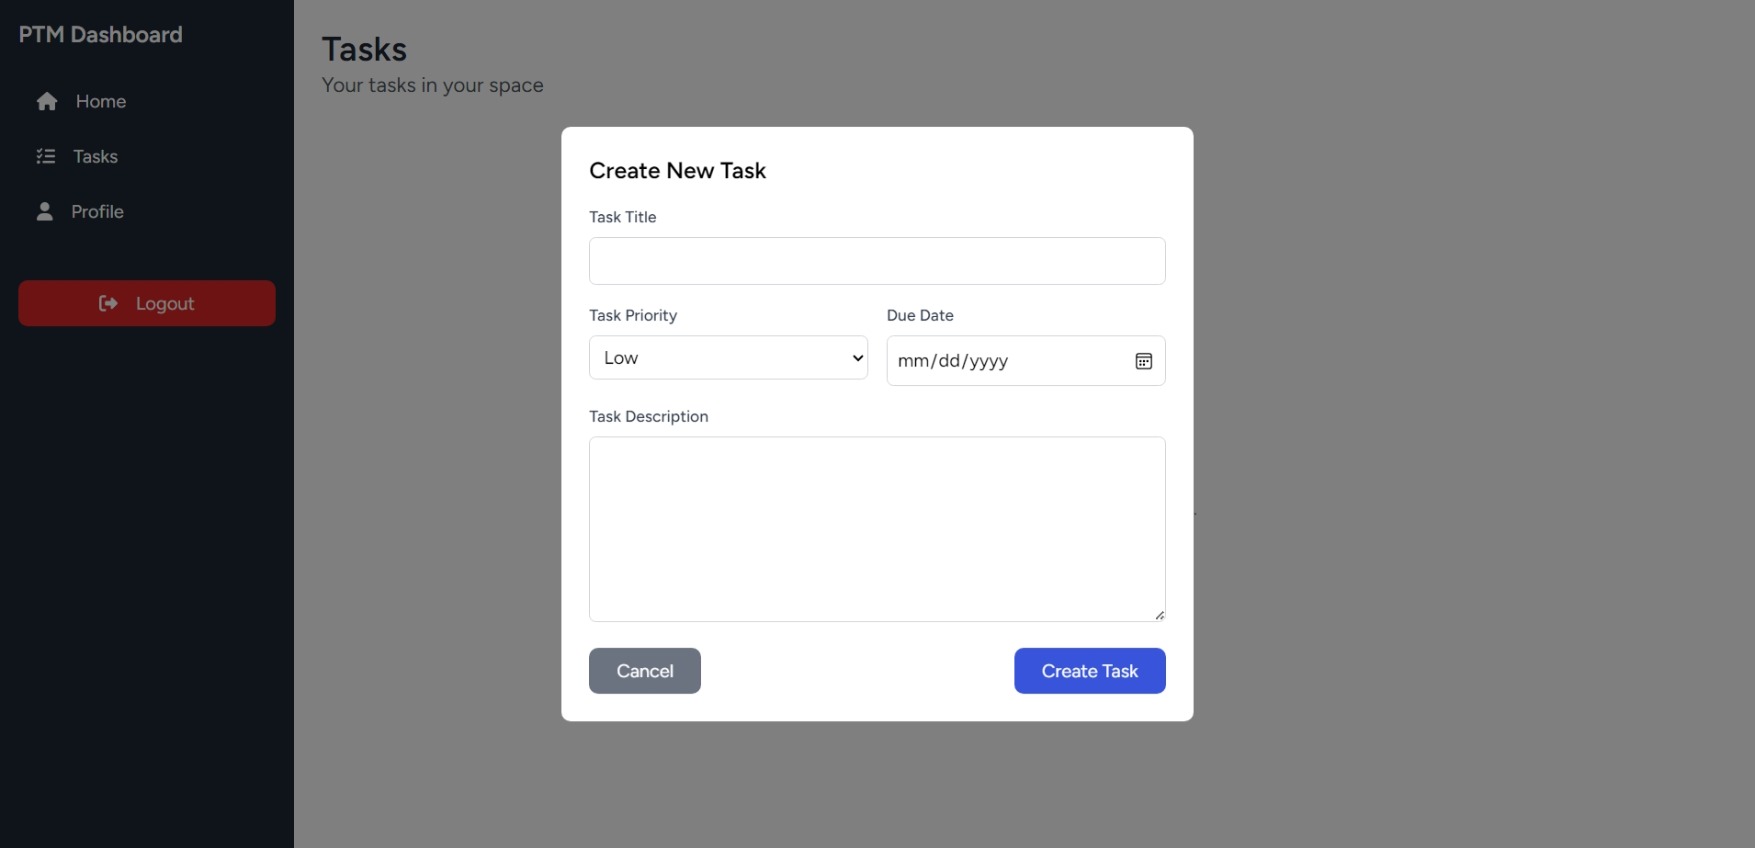 PTM Dashboard
Home
Tasks
Profile
Logout
Tasks
Your tasks in your space
Create New Task
Task Title
Task Priority
Due Date
Low
mm/dd/yyyy
Task Description
Cancel
Create Task